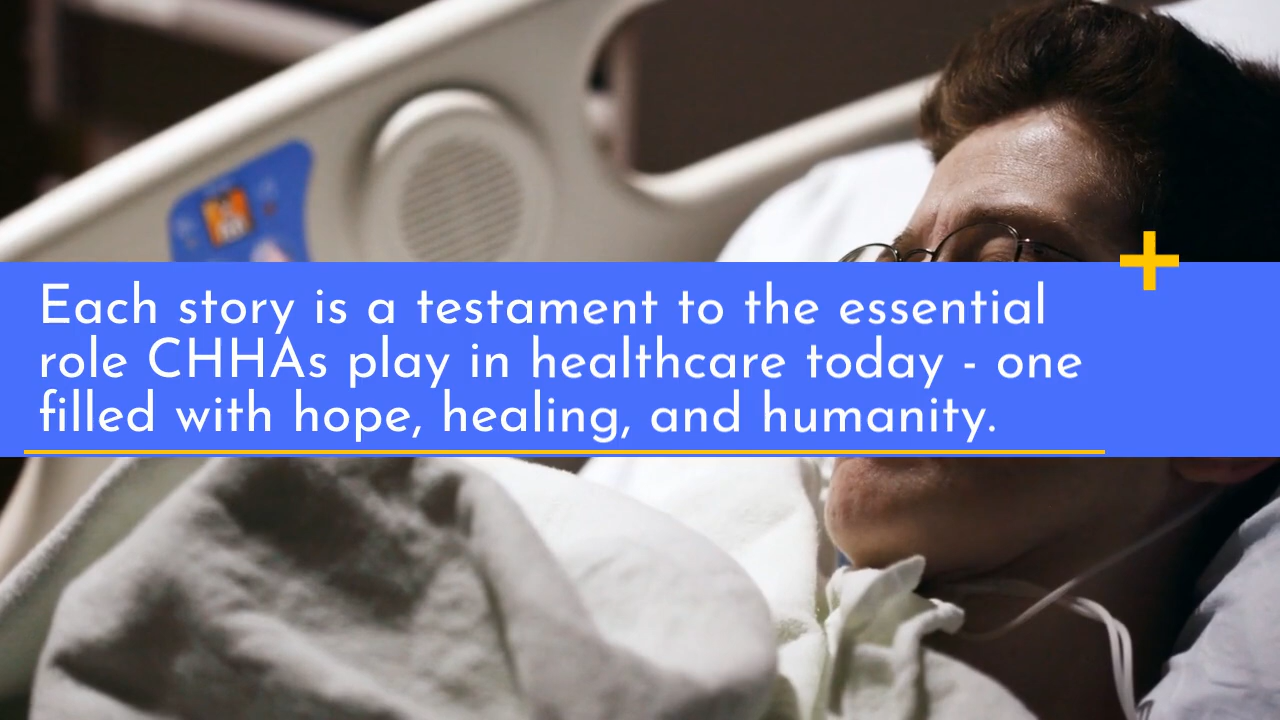 Each story is a testament to the essential
role CHHAs play in healthcare today - one
filled with hope, healing, and humanity.